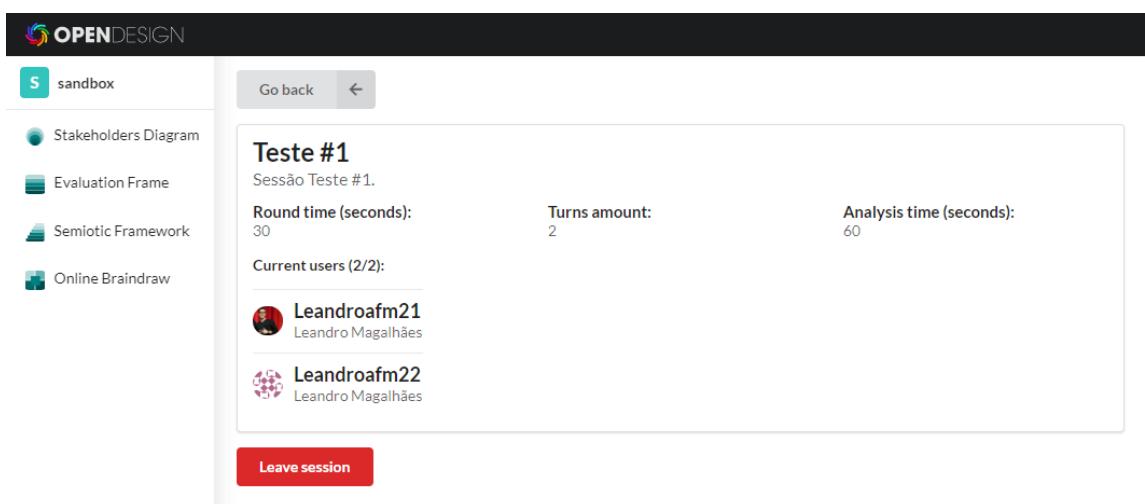 OPENDESIGN
S sandbox
Stakeholders Diagram
Evaluation Frame
Semiotic Framework
Online Braindraw
Go back
Teste #1
Sessão Teste #1.
Round time (seconds): Turns amount: Analysis time (seconds):
30 2 60
Current users (2/2):
Leandroafm21
Leandro Magalhães
Leandroafm22
Leandro Magalhães
Leave session